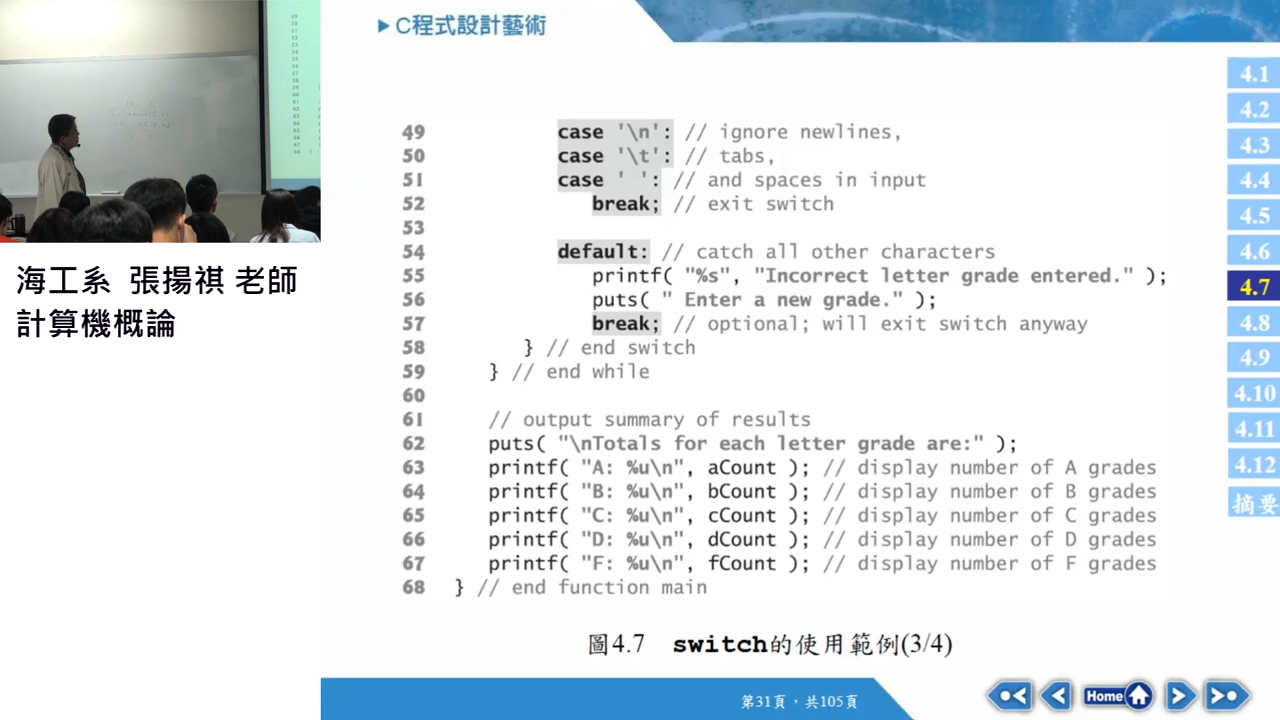 C程式設計藝術
49 case '\n': // ignore newlines,
50 case '\t': // tabs,
51 case ' ': // and spaces in input
52 break; // exit switch
53
54 default: // catch all other characters
55 printf( "%s", "Incorrect letter grade entered." );
56 puts( " Enter a new grade." );
57 break; // optional; will exit switch anyway
58 } // end switch
59 } // end while
60
61 // output summary of results
62 puts( "\nTotals for each letter grade are:" );
63 printf( "A: %u\n", aCount ); // display number of A grades
64 printf( "B: %u\n", bCount ); // display number of B grades
65 printf( "C: %u\n", cCount ); // display number of C grades
66 printf( "D: %u\n", dCount ); // display number of D grades
67 printf( "F: %u\n", fCount ); // display number of F grades
68 } // end function main
圖4.7 switch的使用範例(3/4)
第31頁，共105頁
Home
4.1
4.2
4.3
4.4
4.5
4.6
4.7
4.8
4.9
4.10
4.11
4.12
摘要
海工系 張揚祺 老師
計算機概論